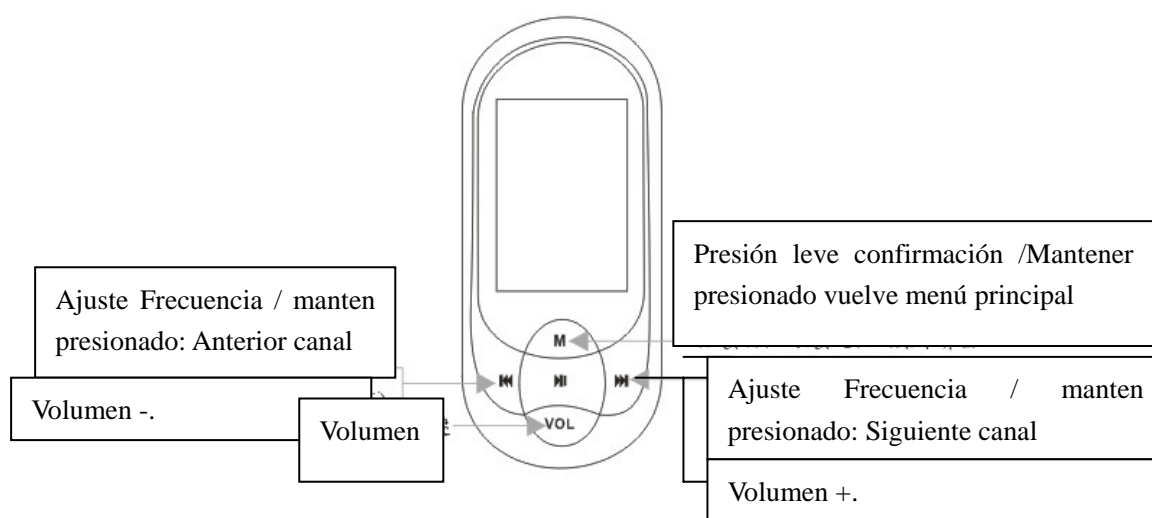 Presión leve confirmación /Mantener
presionado vuelve menú principal
Ajuste Frecuencia / manten
presionado: Anterior canal
M
Volumen -.
Volumen
VOL
Ajuste Frecuencia / manten
presionado: Siguiente canal
Volumen +.